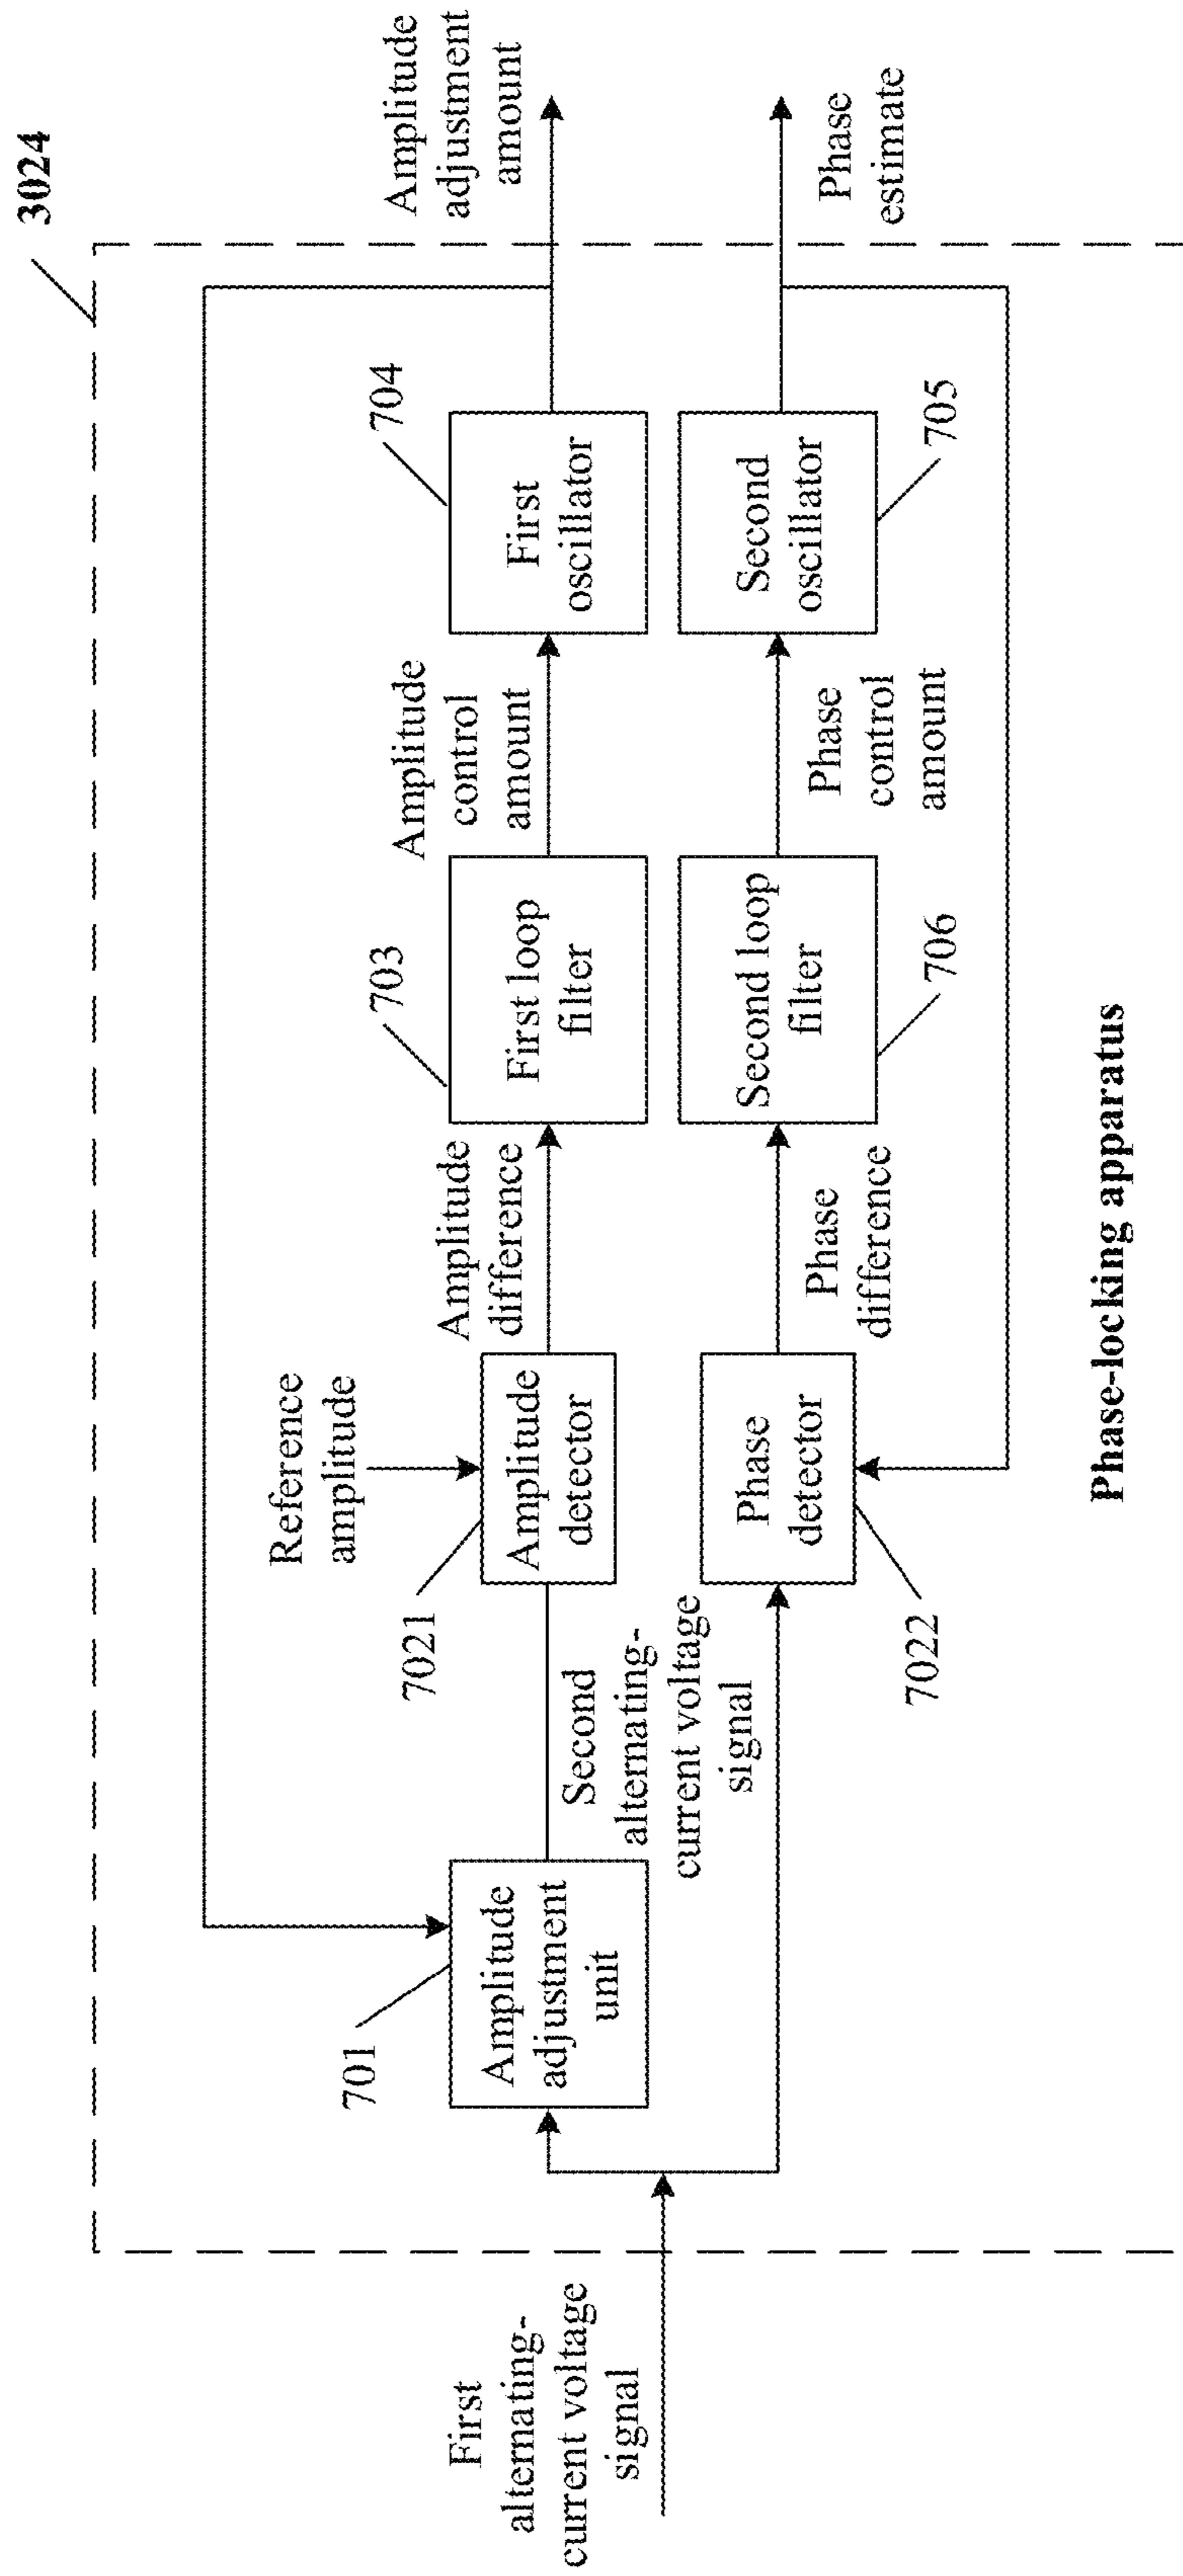 3024
First
alternating-
current voltage
signal
701
Amplitude
adjustment
unit
Second
alternating-
current voltage
signal
Reference
amplitude
7021
Amplitude
detector
Amplitude
difference
703
First loop
filter
Amplitude
control
amount
704
First
oscillator
Amplitude
adjustment
amount
7022
Phase
detector
Phase
difference
Second loop
filter
706
Phase
control
amount
Second
oscillator
705
Phase
estimate
Phase-locking apparatus